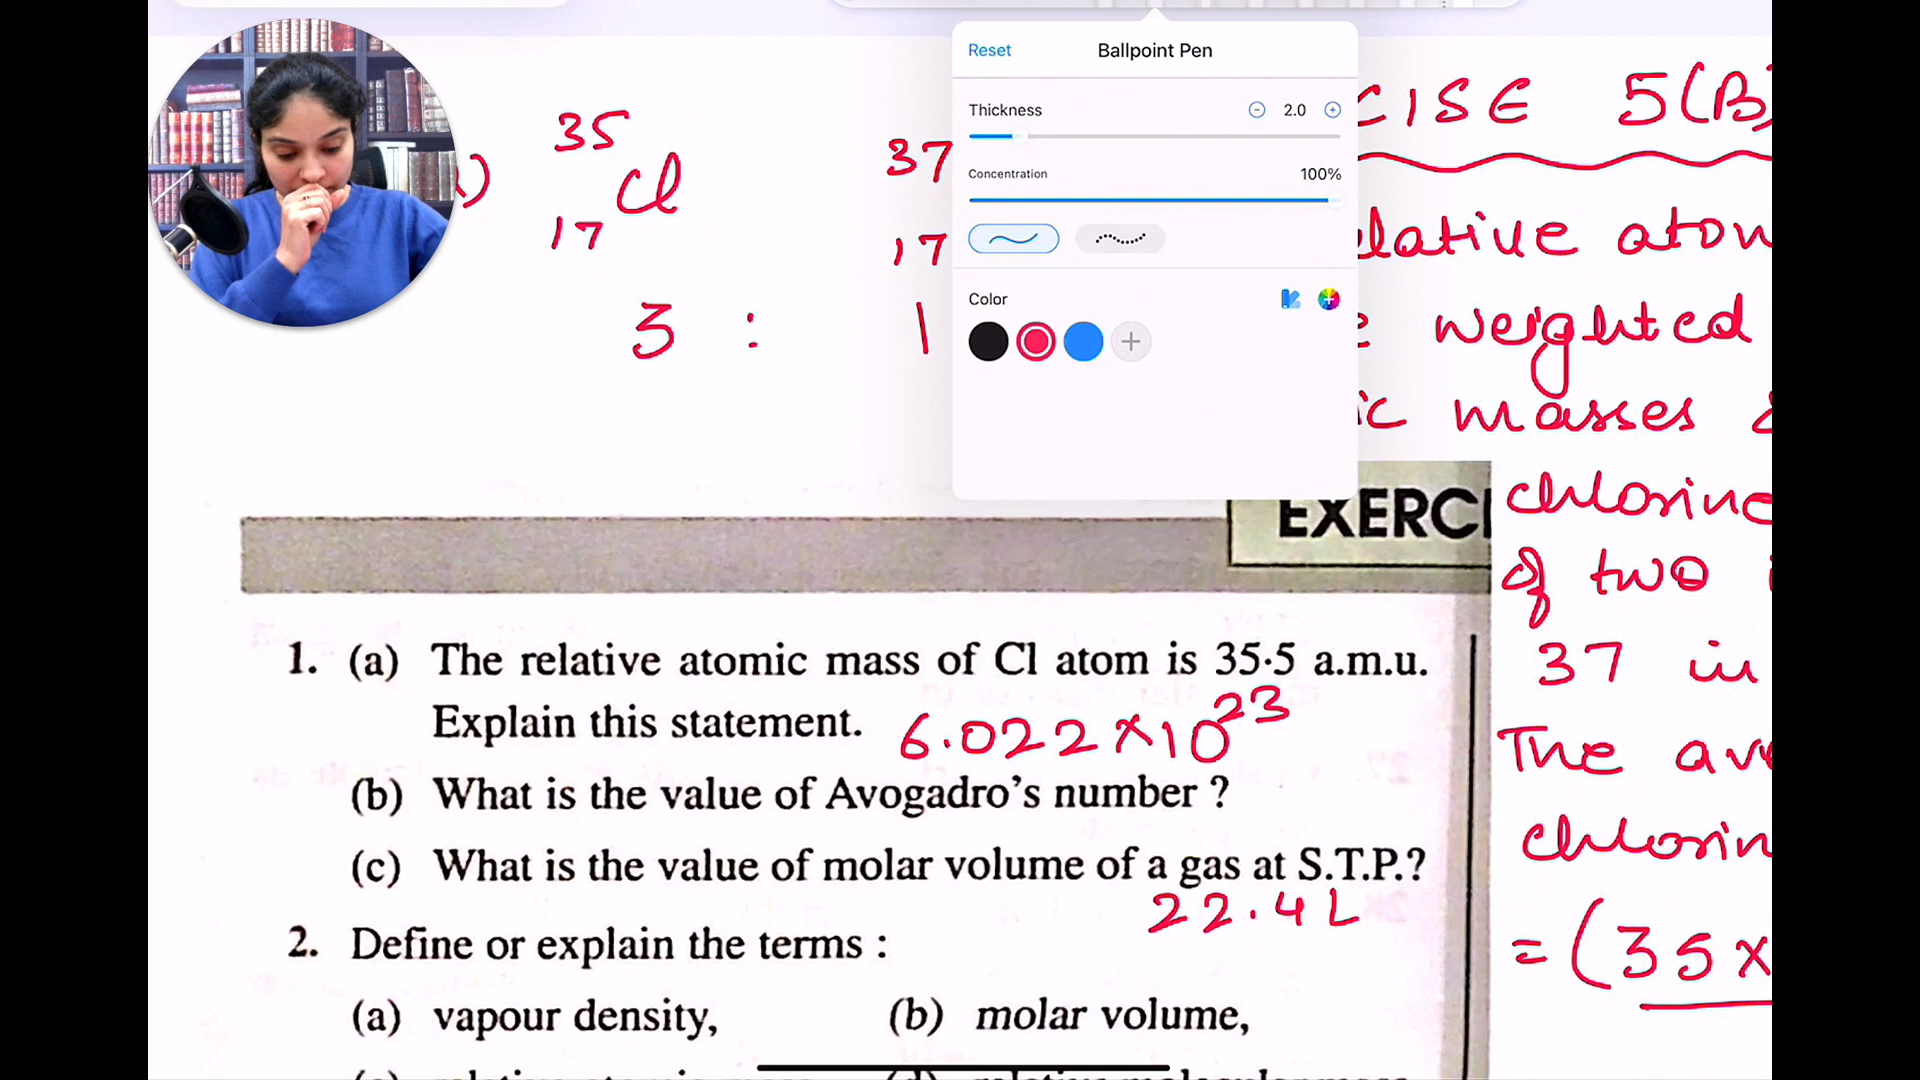 Reset Ballpoint Pen
Thickness 2.0
Concentration 100%
Color
35
Cl
17
37
17
3 : 1
CISE 5(B)
lative atom
weighted
ic masses
chlorine
of two
37 in
The av
chlorin
= (35 x
EXERCI
1. (a) The relative atomic mass of Cl atom is 35·5 a.m.u.
Explain this statement. 6.022 x 10^23
(b) What is the value of Avogadro's number ?
(c) What is the value of molar volume of a gas at S.T.P.?
22.4 L
2. Define or explain the terms :
(a) vapour density, (b) molar volume,